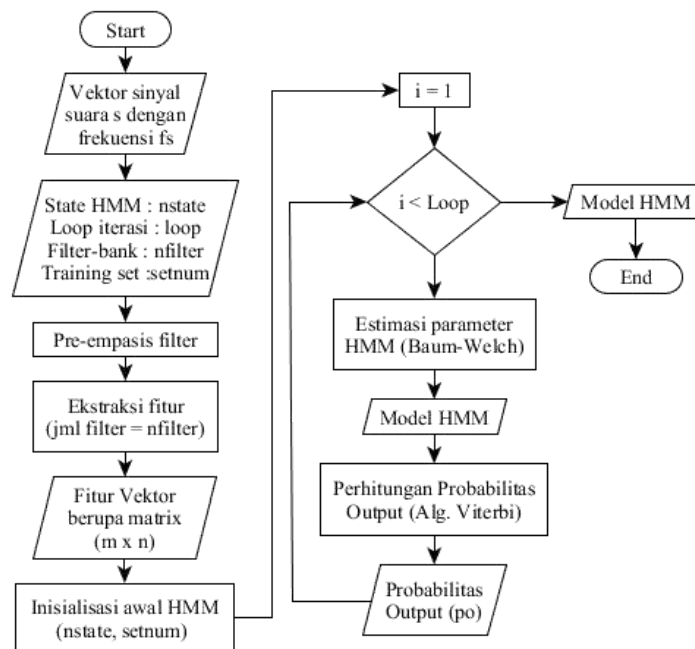 Start
Vektor sinyal
suara s dengan
frekuensi fs
State HMM : nstate
Loop iterasi : loop
Filter-bank : nfilter
Training set :setnum
Pre-empasis filter
Ekstraksi fitur
(jml filter = nfilter)
Fitur Vektor
berupa matrix
(m x n)
Inisialisasi awal HMM
(nstate, setnum)
i = 1
i < Loop
Estimasi parameter
HMM (Baum-Welch)
Model HMM
Perhitungan Probabilitas
Output (Alg. Viterbi)
Probabilitas
Output (po)
Model HMM
End